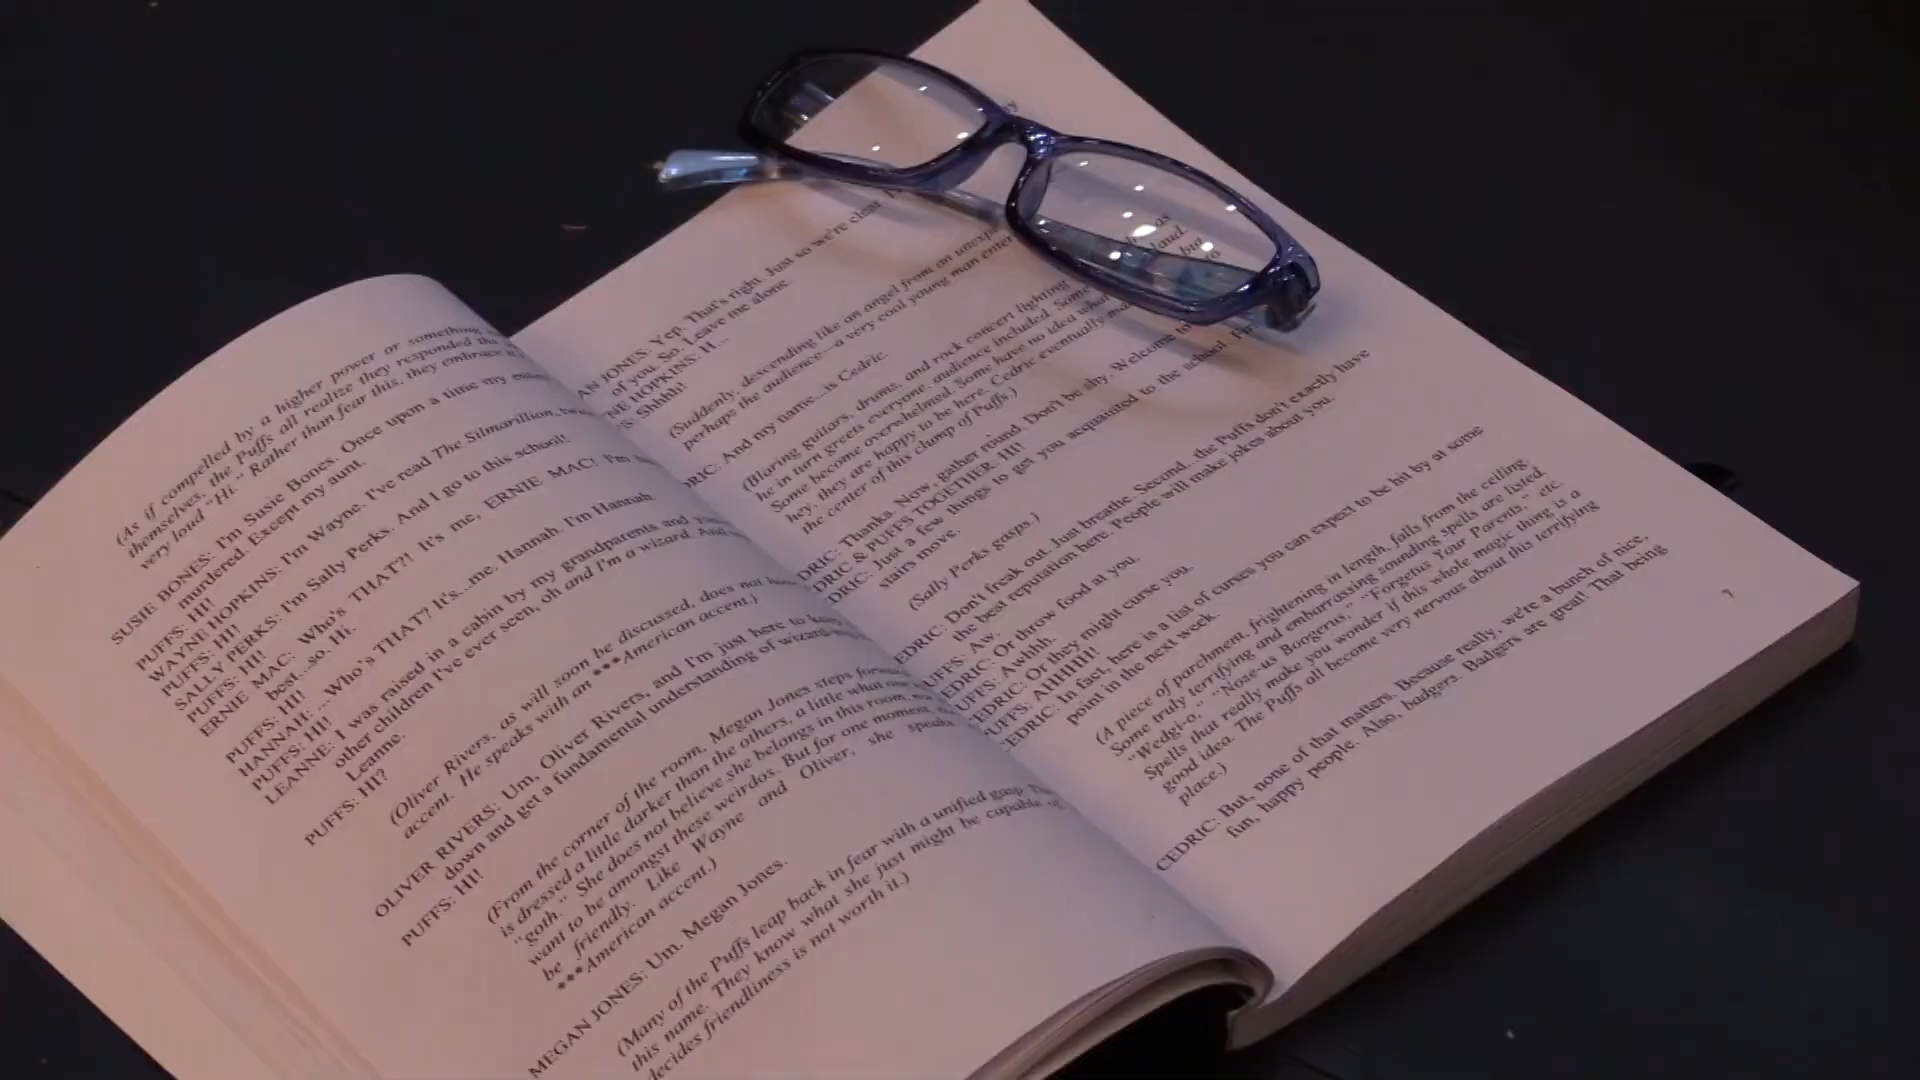 (As if compelled by a higher power or something
themselves, the Puffs all realize they responded
very loud "Hi." Rather than fear this, they embrace
SUSIE BONES: I'm Susie Bones. Once upon a time my
murdered. Except my aunt.
PUFFS: HI!
WAYNE HOPKINS: I'm Wayne. I've read The Silmarillion,
PUFFS: HI!
SALLY PERKS: I'm Sally Perks. And I go to this school!
PUFFS: HI!
ERNIE MAC: Who's THAT?! It's me, ERNIE MAC! I'm
best...so. Hi.
PUFFS: HI!
HANNAH: ...Who's THAT? It's...me. Hannah. I'm Hannah.
PUFFS: HI!
LEANNE: I was raised in a cabin by my grandparents and
other children I've ever seen, oh and I'm a wizard. And
Leanne.
PUFFS: HI?
(Oliver Rivers, as will soon be discussed, does not
accent. He speaks with an ***American accent.)
OLIVER RIVERS: Um, Oliver Rivers, and I'm just here to
down and get a fundamental understanding of
PUFFS: HI!
(From the corner of the room, Megan Jones steps
is dressed a little darker than the others, a little what
"goth." She does not believe she belongs in this room,
want to be amongst these weirdos. But for one moment,
be friendly. Like Wayne and Oliver, she speaks
***American accent.)
MEGAN JONES: Um. Megan Jones.
(Many of the Puffs leap back in fear with a unified gasp
this name. They know what she just might be capable of,
decides friendliness is not worth it.)
JONES: Yep. That's right. Just so we're clear.
of you. So. Leave me alone.
HOPKINS: H...
Shhhh!
(Suddenly, descending like an angel from an
perhaps the audience—a very cool young man
And my name...is Cedric.
(Blaring guitars, drums, and rock concert lighting
he in turn greets everyone, audience included.
Some become overwhelmed. Some have no idea
hey, they are happy to be here. Cedric eventually
the center of this clump of Puffs.)
Thanks. Now, gather round. Don't be shy. Welcome to
& PUFFS TOGETHER: HI!
Just a few things to get you acquainted to the school.
stairs move.
(Sally Perks gasps.)
Don't freak out. Just breathe. Second...the Puffs don't exactly have
the best reputation here. People will make jokes about you.
Aw.
Or throw food at you.
Awhhh.
Or they might curse you.
AHHHH!
In fact, here is a list of curses you can expect to be hit by at some
point in the next week.
(A piece of parchment, frightening in length, falls from the ceiling.
Some truly terrifying and embarrassing sounding spells are listed.
"Wedgi-o," "Nose-us Boogerus," "Forgetus Your Parents," etc.
Spells that really make you wonder if this whole magic thing is a
good idea. The Puffs all become very nervous about this terrifying
place.)
CEDRIC: But, none of that matters. Because really, we're a bunch of nice,
fun, happy people. Also, badgers. Badgers are great! That being
7